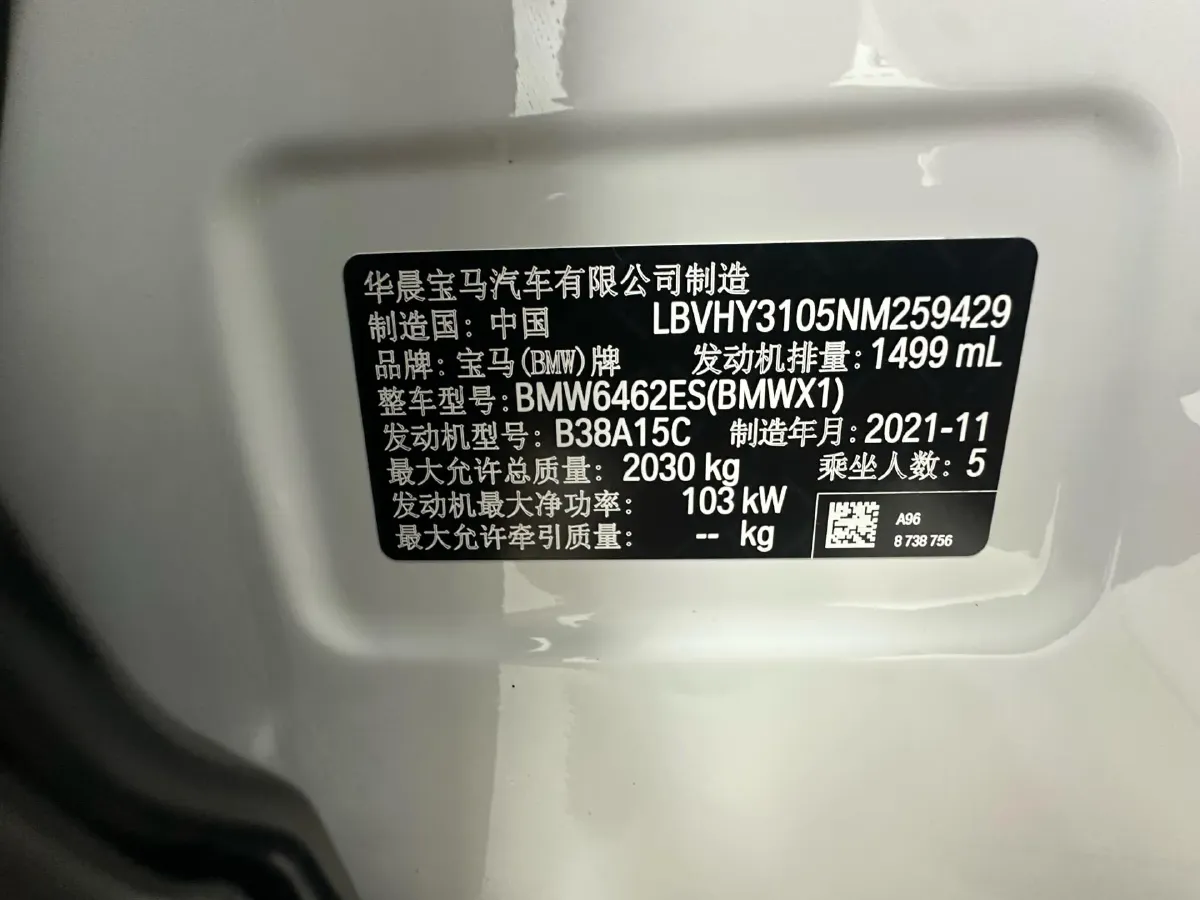 华晨宝马汽车有限公司制造
制造国：中国 LBVHY3105NM259429
品牌：宝马(BMW)牌 发动机排量：1499 mL
整车型号：BMW6462ES(BMWX1)
发动机型号：B38A15C 制造年月：2021-11
最大允许总质量：2030 kg 乘坐人数：5
发动机最大净功率：103 kW
最大允许牵引质量：-- kg
A96
8 738 756